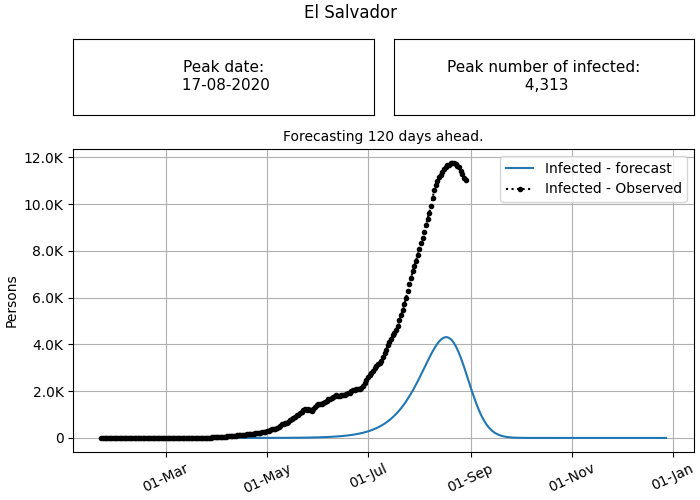 El Salvador
Peak date:
17-08-2020
Peak number of infected:
4,313
Forecasting 120 days ahead.
Infected - forecast
Infected - Observed
12.0K
10.0K
8.0K
6.0K
4.0K
2.0K
0
Persons
01-Mar
01-May
01-Jul
01-Sep
01-Nov
01-Jan